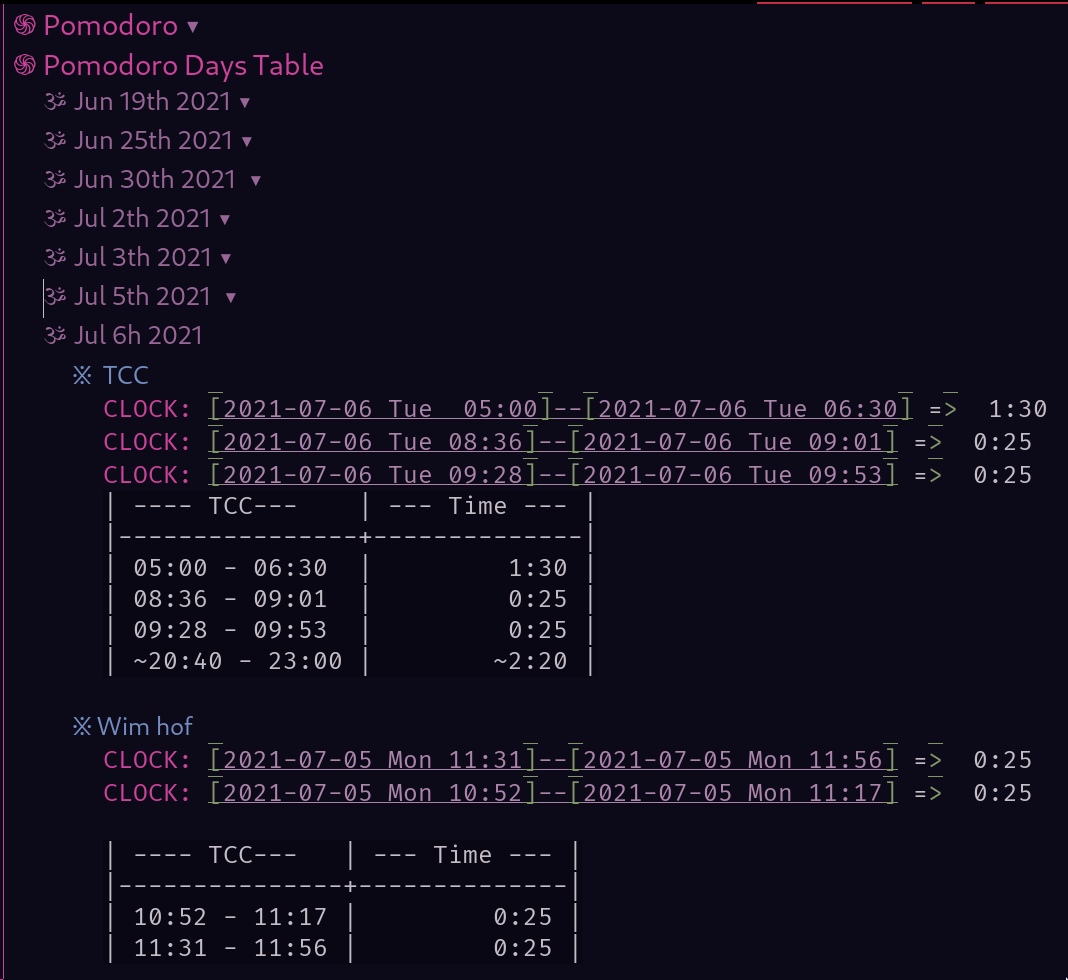 ֍ Pomodoro ▾
֍ Pomodoro Days Table
ॐ Jun 19th 2021 ▾
ॐ Jun 25th 2021 ▾
ॐ Jun 30th 2021 ▾
ॐ Jul 2th 2021 ▾
ॐ Jul 3th 2021 ▾
ॐ Jul 5th 2021 ▾
ॐ Jul 6h 2021
※ TCC
CLOCK: [2021-07-06 Tue  05:00]--[2021-07-06 Tue 06:30] =>  1:30
CLOCK: [2021-07-06 Tue 08:36]--[2021-07-06 Tue 09:01] =>  0:25
CLOCK: [2021-07-06 Tue 09:28]--[2021-07-06 Tue 09:53] =>  0:25
| ---- TCC---    | --- Time --- |
|----------------+--------------|
| 05:00 - 06:30  |         1:30 |
| 08:36 - 09:01  |         0:25 |
| 09:28 - 09:53  |         0:25 |
| ~20:40 - 23:00 |        ~2:20 |
※ Wim hof
CLOCK: [2021-07-05 Mon 11:31]--[2021-07-05 Mon 11:56] =>  0:25
CLOCK: [2021-07-05 Mon 10:52]--[2021-07-05 Mon 11:17] =>  0:25
| ---- TCC---   | --- Time --- |
|---------------+--------------|
| 10:52 - 11:17 |         0:25 |
| 11:31 - 11:56 |         0:25 |